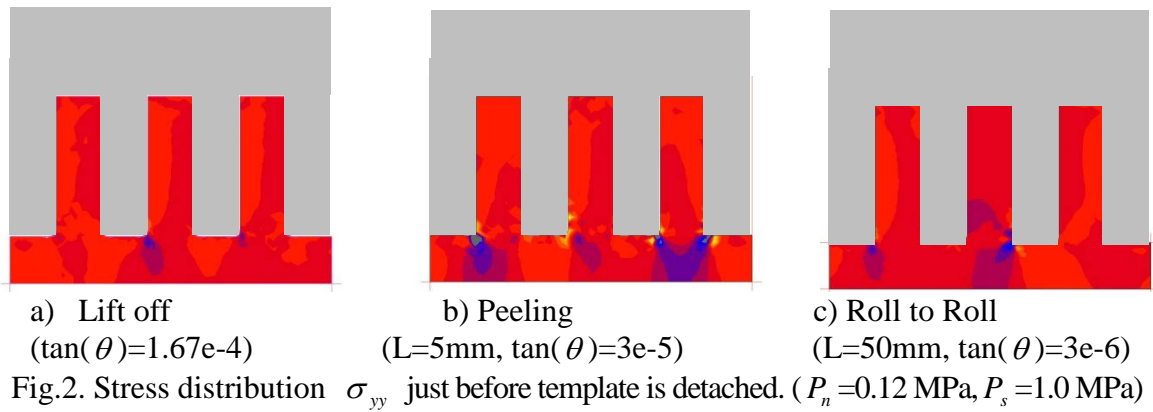 a) Lift off b) Peeling c) Roll to Roll
(tan(θ)=1.67e-4) (L=5mm, tan(θ)=3e-5) (L=50mm, tan(θ)=3e-6)
Fig.2. Stress distribution σyy just before template is detached. (Pn=0.12 MPa, Ps=1.0 MPa)